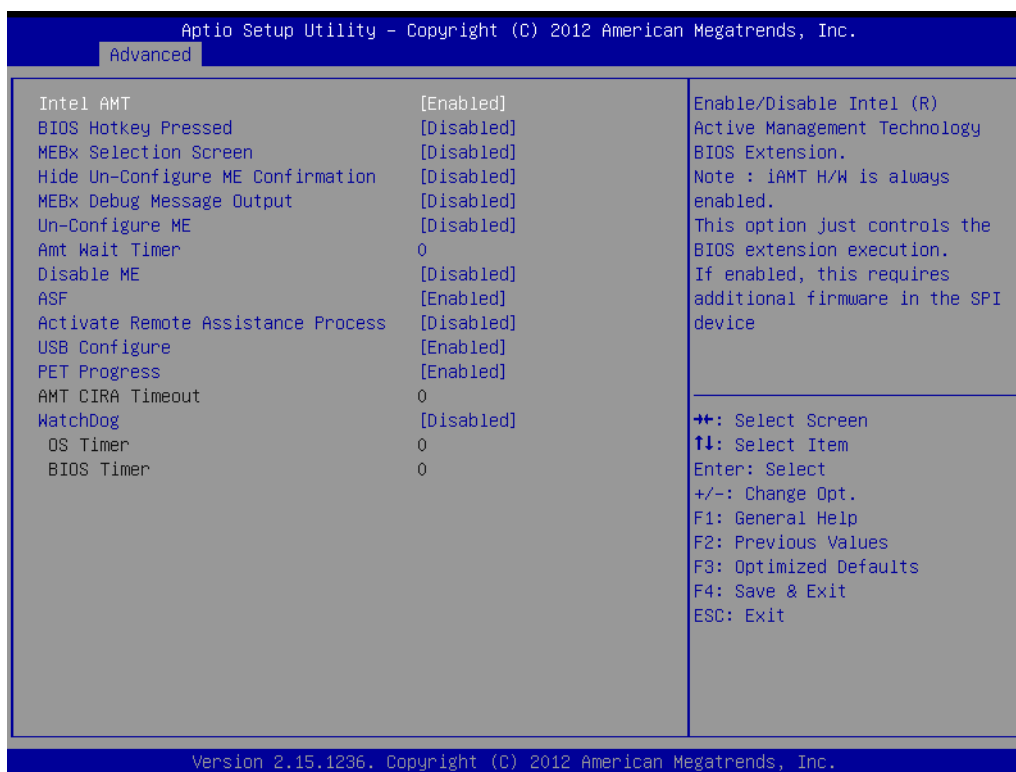 Aptio Setup Utility – Copyright (C) 2012 American Megatrends, Inc.
Advanced
Intel AMT [Enabled]
BIOS Hotkey Pressed [Disabled]
MEBx Selection Screen [Disabled]
Hide Un-Configure ME Confirmation [Disabled]
MEBx Debug Message Output [Disabled]
Un-Configure ME [Disabled]
Amt Wait Timer 0
Disable ME [Disabled]
ASF [Enabled]
Activate Remote Assistance Process [Disabled]
USB Configure [Enabled]
PET Progress [Enabled]
AMT CIRA Timeout 0
WatchDog [Disabled]
OS Timer 0
BIOS Timer 0
Enable/Disable Intel (R)
Active Management Technology
BIOS Extension.
Note : iAMT H/W is always
enabled.
This option just controls the
BIOS extension execution.
If enabled, this requires
additional firmware in the SPI
device
→←: Select Screen
↑↓: Select Item
Enter: Select
+/-: Change Opt.
F1: General Help
F2: Previous Values
F3: Optimized Defaults
F4: Save & Exit
ESC: Exit
Version 2.15.1236. Copyright (C) 2012 American Megatrends, Inc.